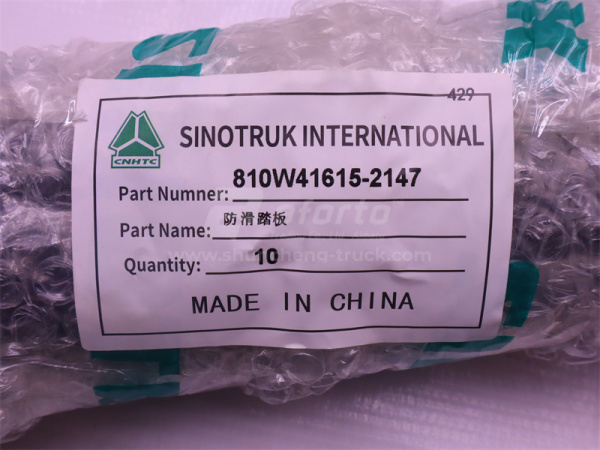 429
SINOTRUK INTERNATIONAL
CNHTC
Part Numner: 810W41615-2147
Part Name: 防滑踏板
Quantity: 10
MADE IN CHINA